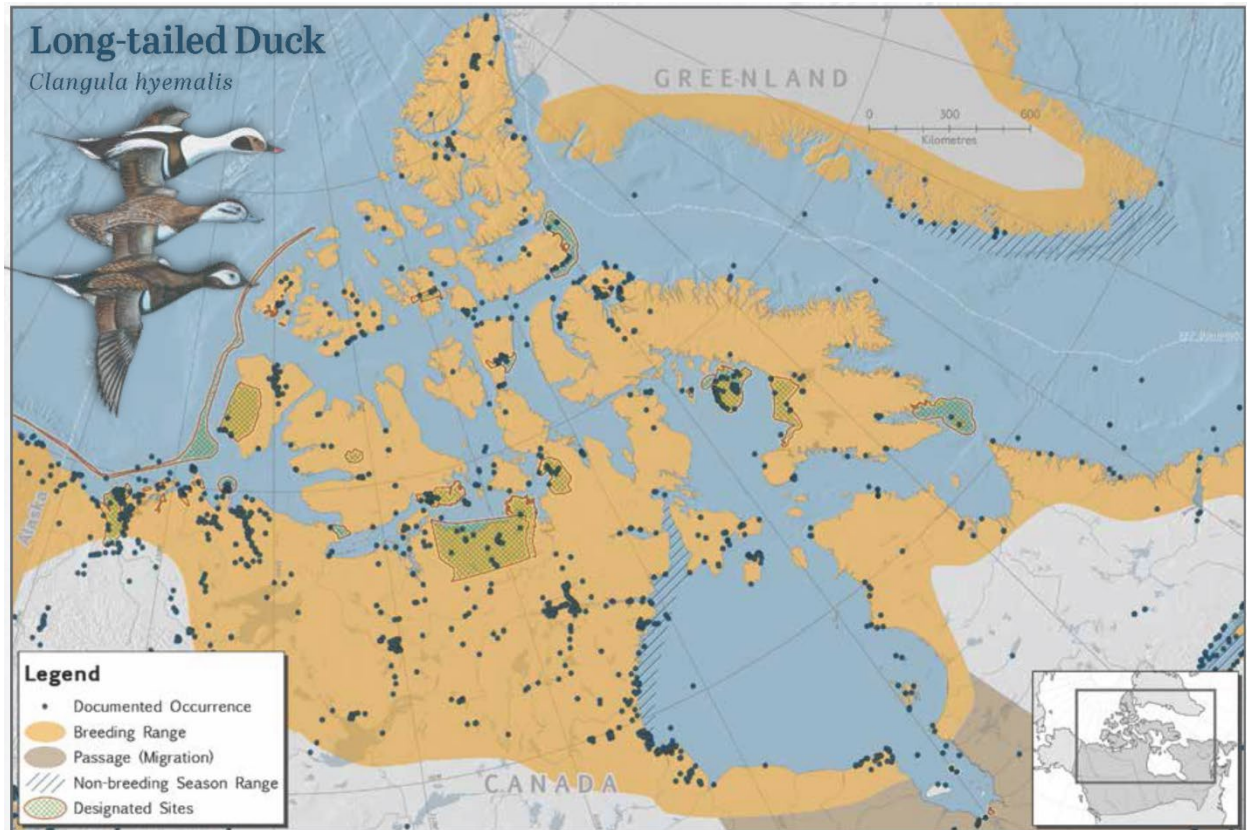 Long-tailed Duck
Clangula hyemalis
GREENLAND
0 300 600
Kilometres
Alaska
Legend
Documented Occurrence
Breeding Range
Passage (Migration)
Non-breeding Season Range
Designated Sites
CANADA